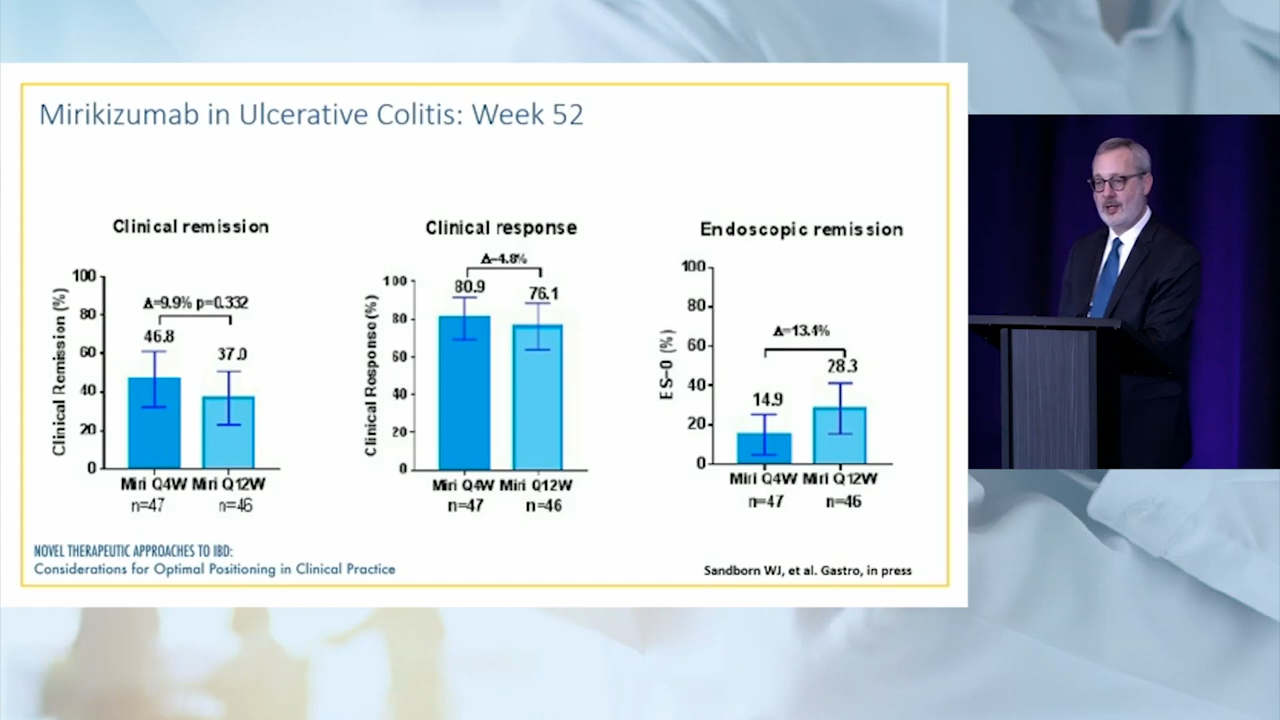 Mirikizumab in Ulcerative Colitis: Week 52
Clinical remission
Clinical Remission (%)
100
80
60
40
20
0
Δ=9.9% p=0.332
46.8
37.0
Miri Q4W Miri Q12W
n=47 n=46
Clinical response
Clinical Response (%)
100
80
60
40
20
0
Δ=4.8%
80.9
76.1
Miri Q4W Miri Q12W
n=47 n=46
Endoscopic remission
ES=0 (%)
100
80
60
40
20
0
Δ=13.4%
14.9
28.3
Miri Q4W Miri Q12W
n=47 n=46
NOVEL THERAPEUTIC APPROACHES TO IBD:
Considerations for Optimal Positioning in Clinical Practice
Sandborn WJ, et al. Gastro, in press